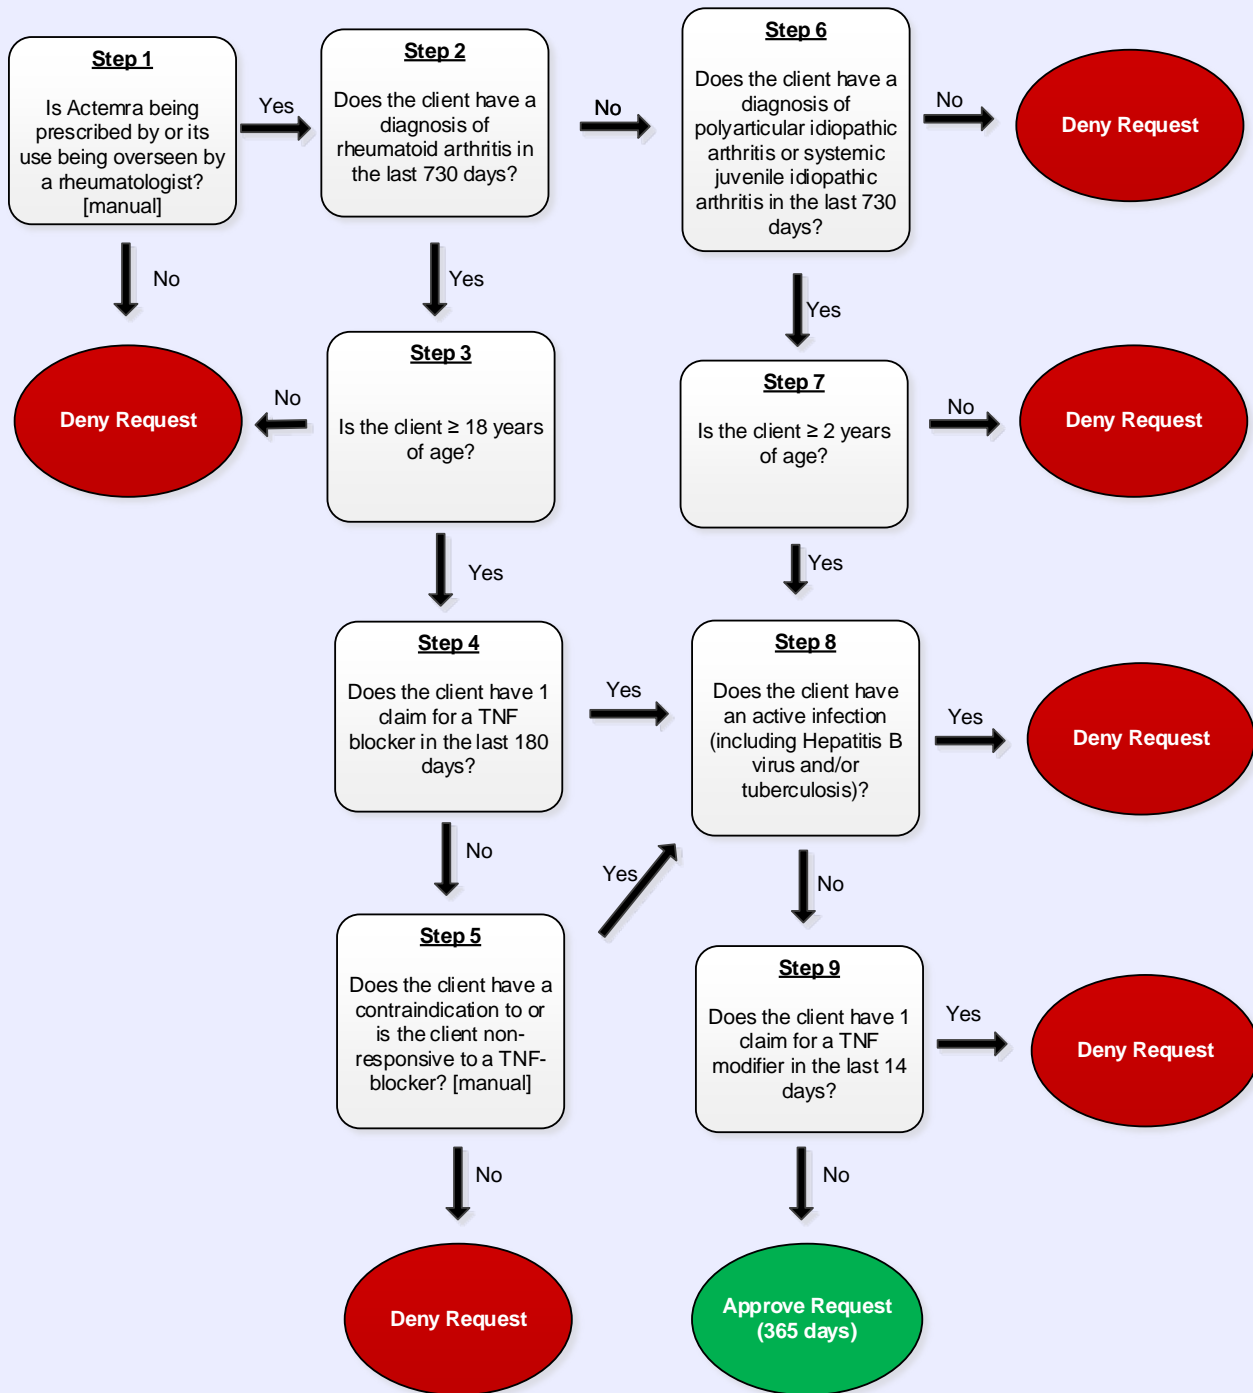 Step 1
Is Actemra being
prescribed by or its
use being overseen by
a rheumatologist?
[manual]
Yes
Step 2
Does the client have a
diagnosis of
rheumatoid arthritis in
the last 730 days?
No
Step 6
Does the client have a
diagnosis of
polyarticular idiopathic
arthritis or systemic
juvenile idiopathic
arthritis in the last 730
days?
No
Deny Request
No
Yes
Yes
Deny Request
No
Step 3
Is the client ≥ 18 years
of age?
Step 7
Is the client ≥ 2 years
of age?
No
Deny Request
Yes
Yes
Step 4
Does the client have 1
claim for a TNF
blocker in the last 180
days?
Yes
Step 8
Does the client have
an active infection
(including Hepatitis B
virus and/or
tuberculosis)?
Yes
Deny Request
No
Yes
No
Step 5
Does the client have a
contraindication to or
is the client non-
responsive to a TNF-
blocker? [manual]
Step 9
Does the client have 1
claim for a TNF
modifier in the last 14
days?
Yes
Deny Request
No
No
Deny Request
Approve Request
(365 days)